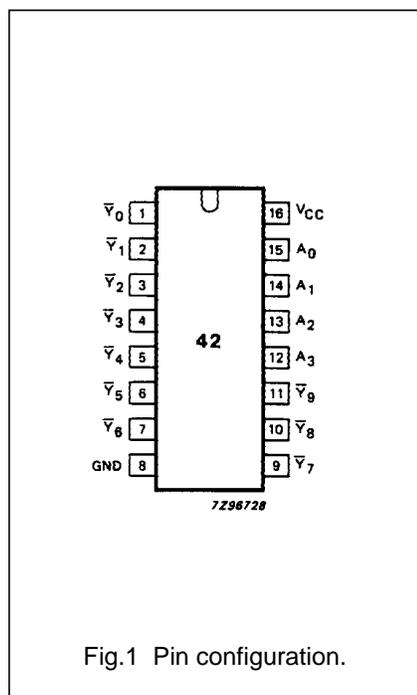 Y̅0 1 16 VCC
Y̅1 2 15 A0
Y̅2 3 14 A1
Y̅3 4 13 A2
42
Y̅4 5 12 A3
Y̅5 6 11 Y̅9
Y̅6 7 10 Y̅8
GND 8 9 Y̅7
7Z96728
Fig.1 Pin configuration.